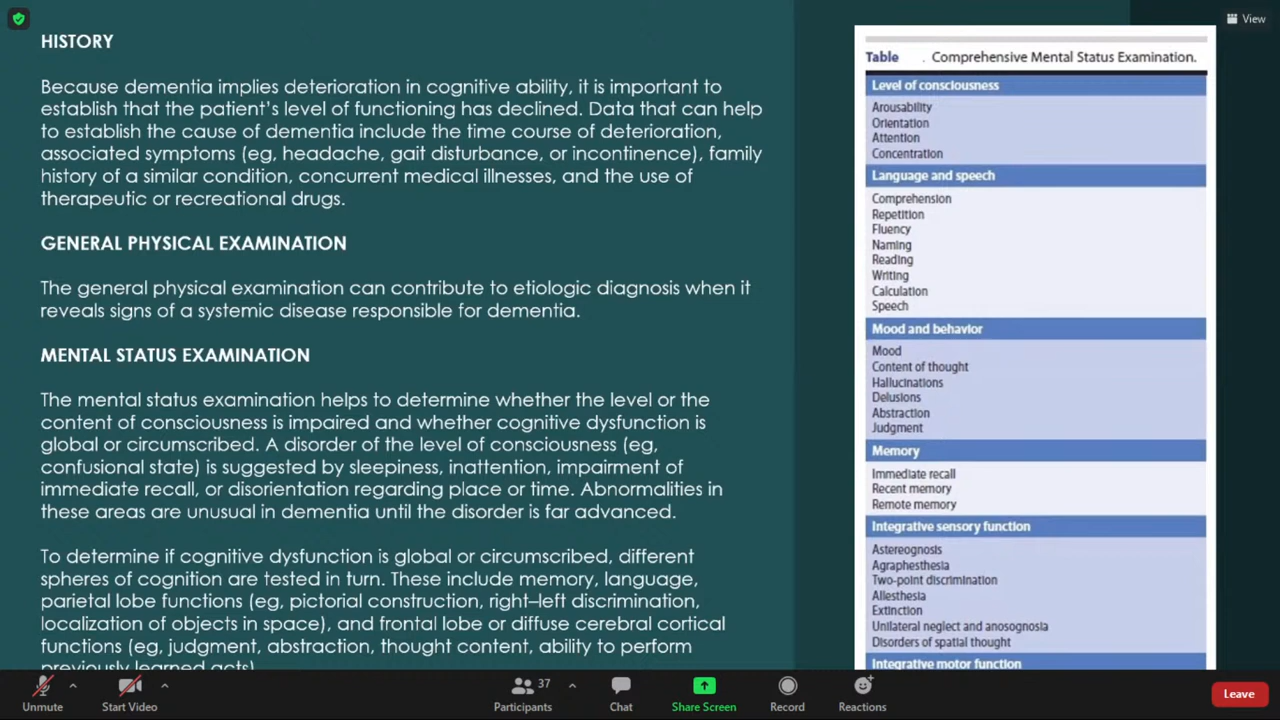 View
HISTORY
Because dementia implies deterioration in cognitive ability, it is important to
establish that the patient's level of functioning has declined. Data that can help
to establish the cause of dementia include the time course of deterioration,
associated symptoms (eg, headache, gait disturbance, or incontinence), family
history of a similar condition, concurrent medical illnesses, and the use of
therapeutic or recreational drugs.
GENERAL PHYSICAL EXAMINATION
The general physical examination can contribute to etiologic diagnosis when it
reveals signs of a systemic disease responsible for dementia.
MENTAL STATUS EXAMINATION
The mental status examination helps to determine whether the level or the
content of consciousness is impaired and whether cognitive dysfunction is
global or circumscribed. A disorder of the level of consciousness (eg,
confusional state) is suggested by sleepiness, inattention, impairment of
immediate recall, or disorientation regarding place or time. Abnormalities in
these areas are unusual in dementia until the disorder is far advanced.
To determine if cognitive dysfunction is global or circumscribed, different
spheres of cognition are tested in turn. These include memory, language,
parietal lobe functions (eg, pictorial construction, right–left discrimination,
localization of objects in space), and frontal lobe or diffuse cerebral cortical
functions (eg, judgment, abstraction, thought content, ability to perform
previously learned acts).
Table . Comprehensive Mental Status Examination.
Level of consciousness
Arousability
Orientation
Attention
Concentration
Language and speech
Comprehension
Repetition
Fluency
Naming
Reading
Writing
Calculation
Speech
Mood and behavior
Mood
Content of thought
Hallucinations
Delusions
Abstraction
Judgment
Memory
Immediate recall
Recent memory
Remote memory
Integrative sensory function
Astereognosis
Agraphesthesia
Two-point discrimination
Allesthesia
Extinction
Unilateral neglect and anosognosia
Disorders of spatial thought
Integrative motor function
Unmute
Start Video
37
Participants
Chat
Share Screen
Record
Reactions
Leave